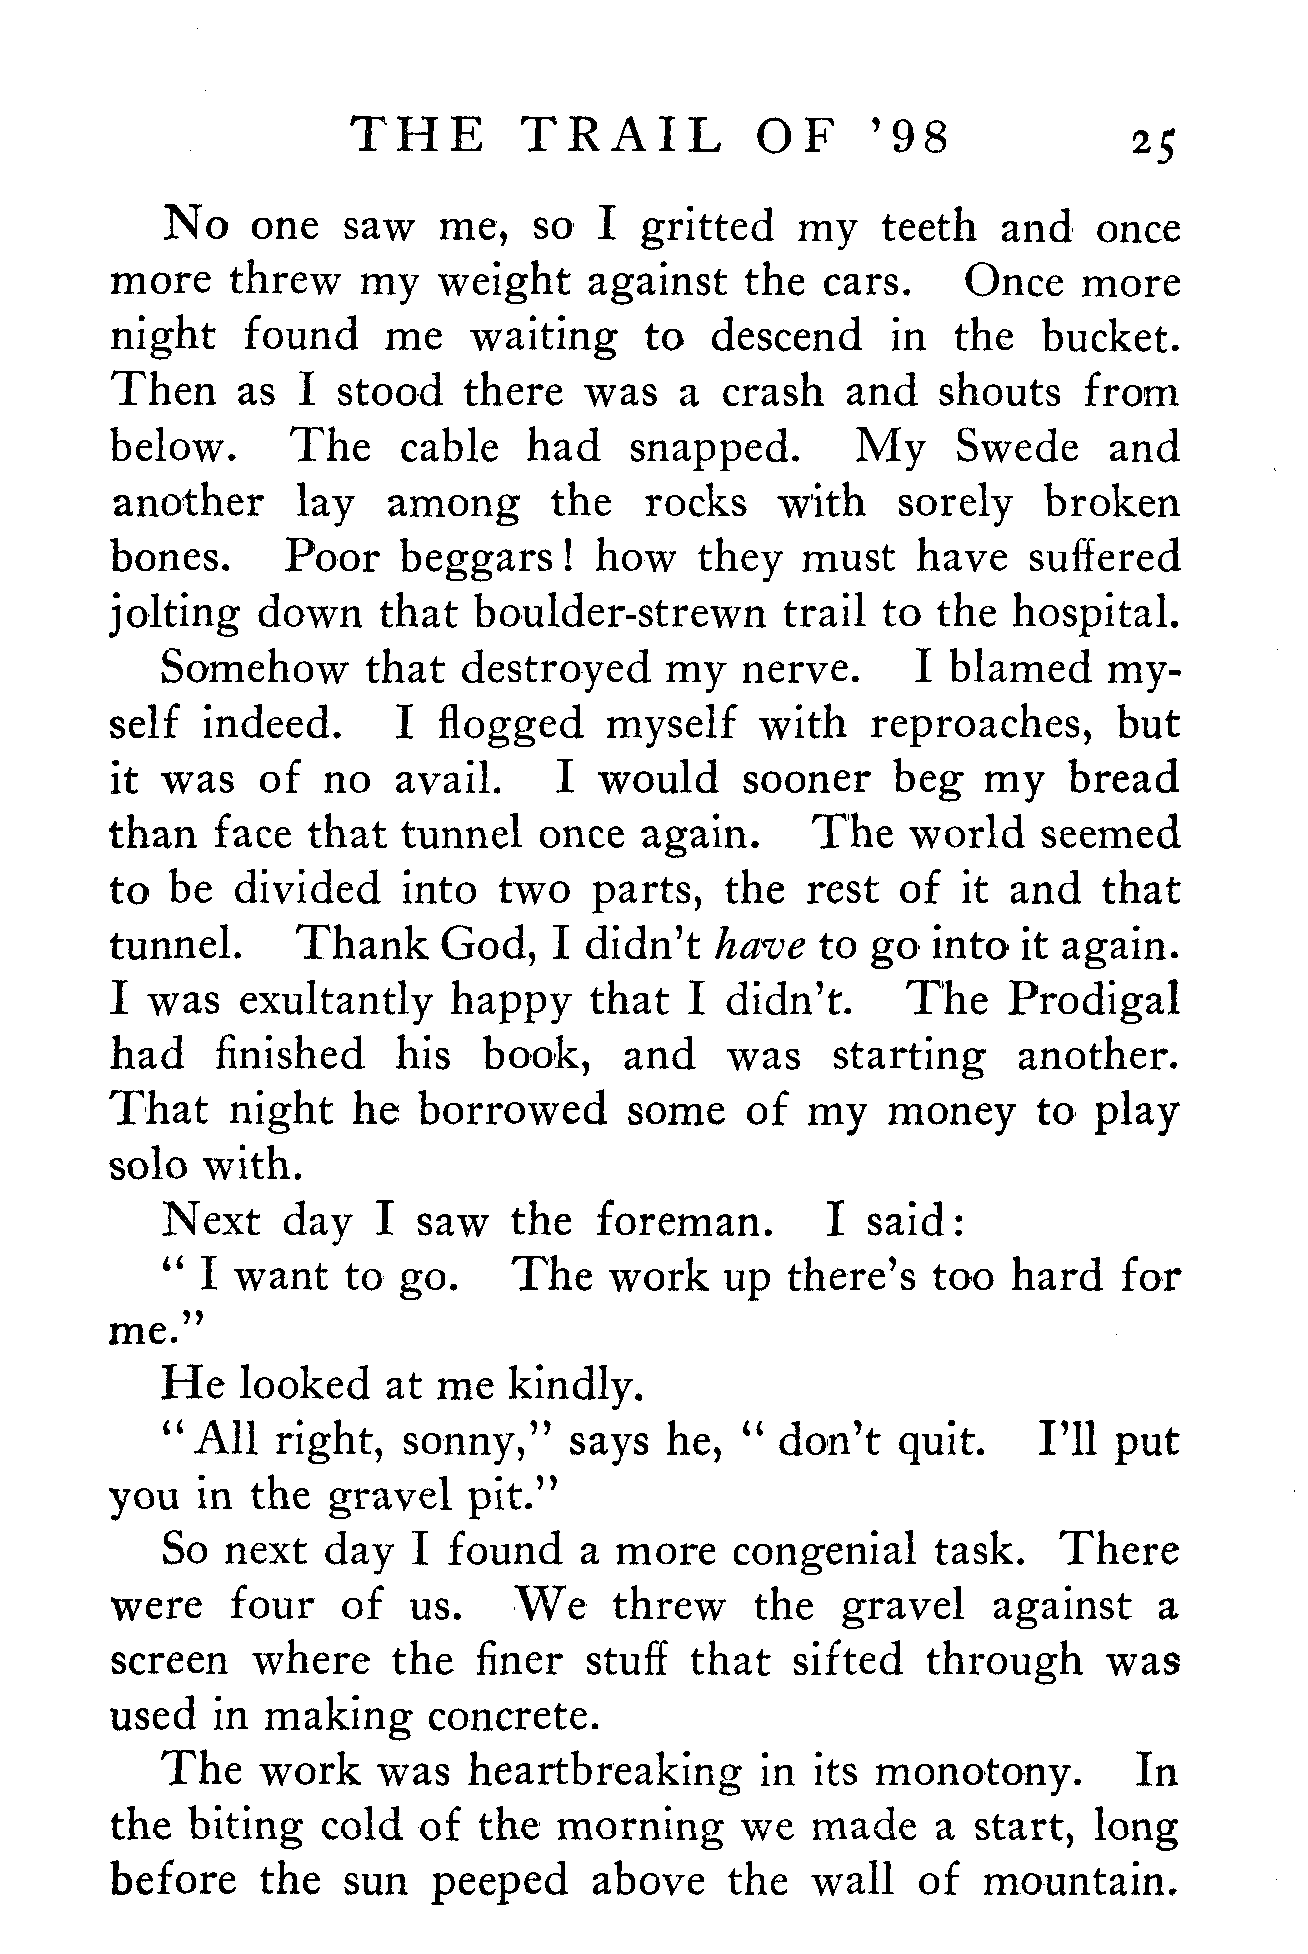 THE TRAIL OF '98 25
No one saw me, so I gritted my teeth and once
more threw my weight against the cars. Once more
night found me waiting to descend in the bucket.
Then as I stood there was a crash and shouts from
below. The cable had snapped. My Swede and
another lay among the rocks with sorely broken
bones. Poor beggars! how they must have suffered
jolting down that boulder-strewn trail to the hospital.
Somehow that destroyed my nerve. I blamed my-
self indeed. I flogged myself with reproaches, but
it was of no avail. I would sooner beg my bread
than face that tunnel once again. The world seemed
to be divided into two parts, the rest of it and that
tunnel. Thank God, I didn't have to go into it again.
I was exultantly happy that I didn't. The Prodigal
had finished his book, and was starting another.
That night he borrowed some of my money to play
solo with.
Next day I saw the foreman. I said:
" I want to go. The work up there's too hard for
me."
He looked at me kindly.
" All right, sonny," says he, " don't quit. I'll put
you in the gravel pit."
So next day I found a more congenial task. There
were four of us. We threw the gravel against a
screen where the finer stuff that sifted through was
used in making concrete.
The work was heartbreaking in its monotony. In
the biting cold of the morning we made a start, long
before the sun peeped above the wall of mountain.